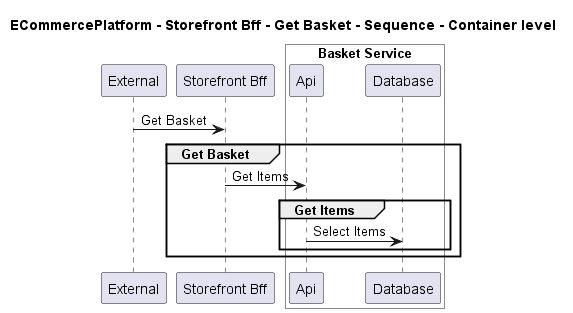 ECommercePlatform - Storefront Bff - Get Basket - Sequence - Container level
Basket Service
External Storefront Bff Api Database
Get Basket
Get Basket
Get Items
Get Items
Select Items
External Storefront Bff Api Database